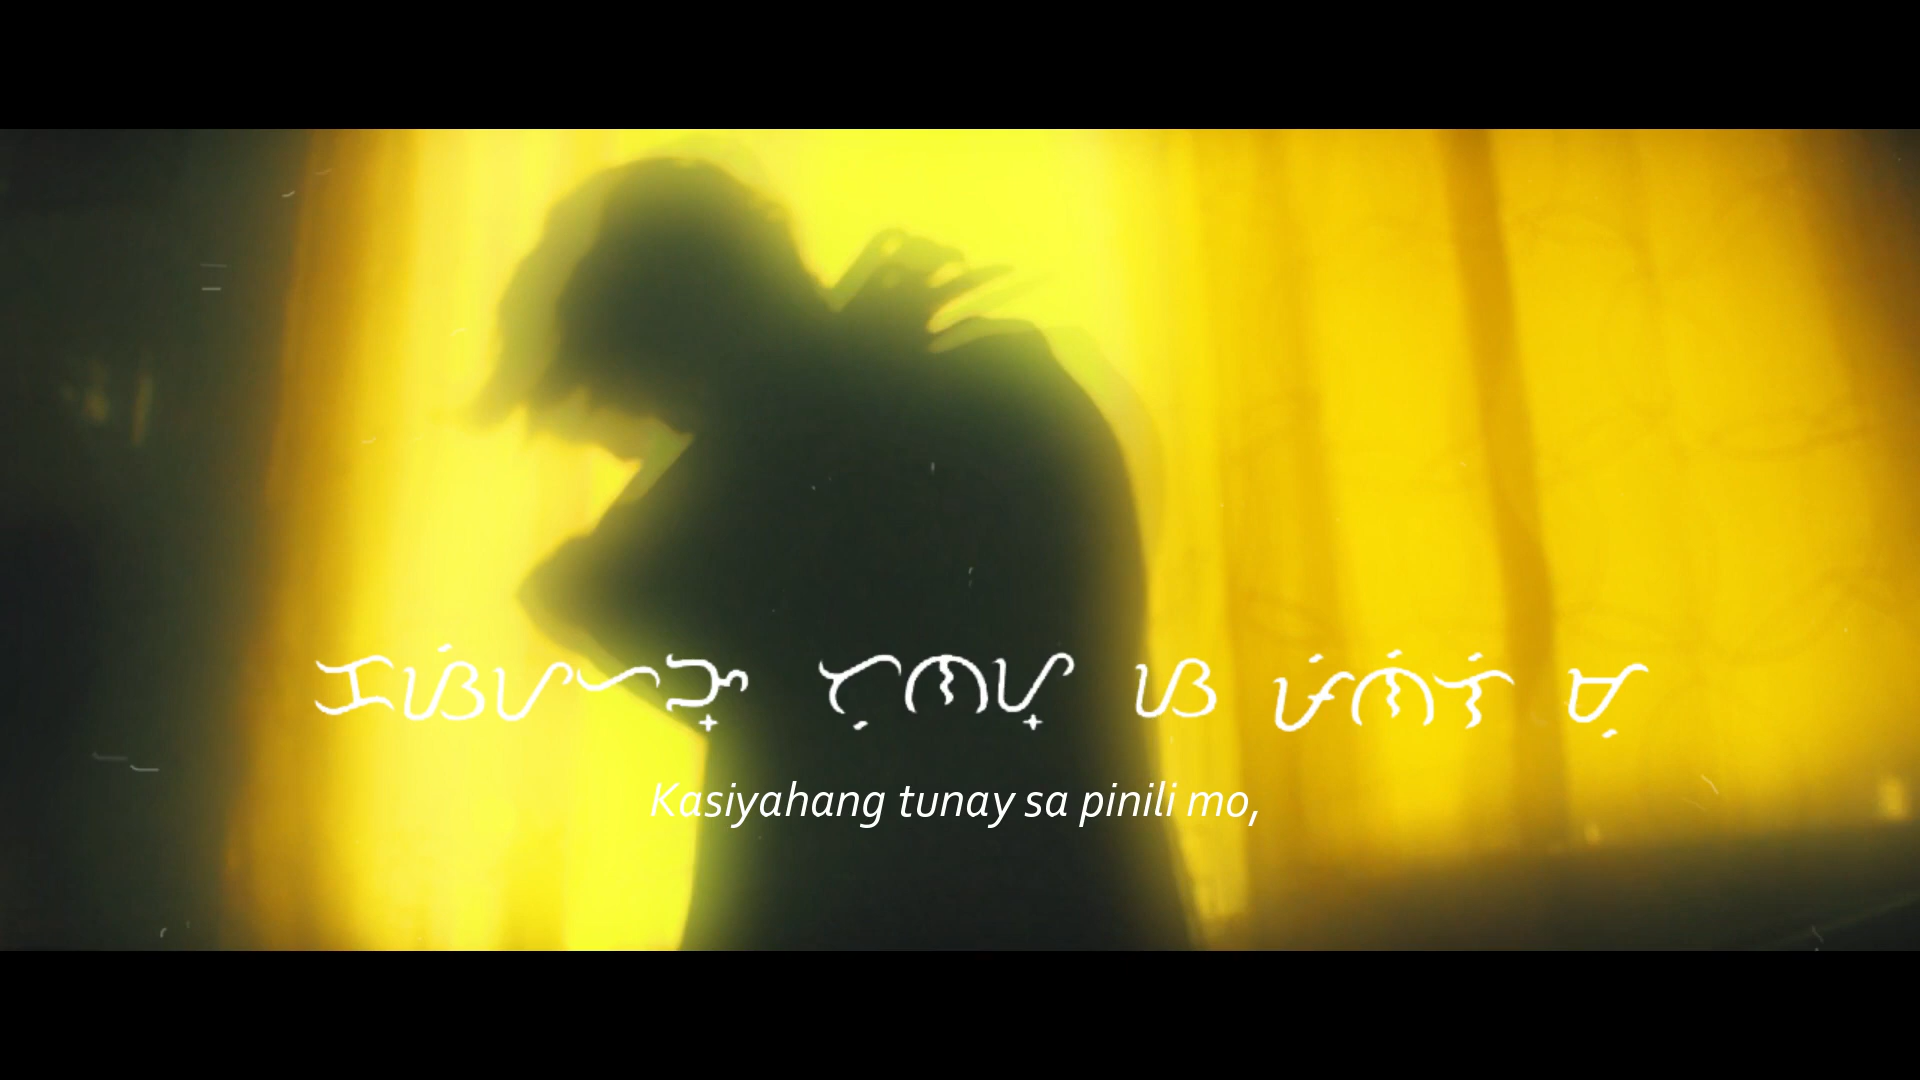 ᜃᜐᜒᜌᜑᜅ᜔ ᜆᜓᜈᜌ᜔ ᜐ ᜉᜒᜈᜒᜎᜒ ᜋᜓ
Kasiyahang tunay sa pinili mo,